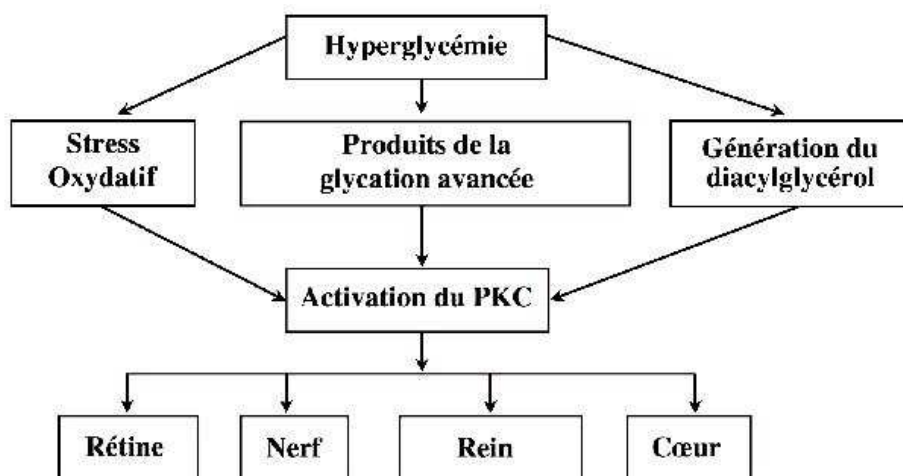 Hyperglycémie
Stress
Oxydatif
Produits de la
glycation avancée
Génération du
diacylglycérol
Activation du PKC
Rétine
Nerf
Rein
Cœur